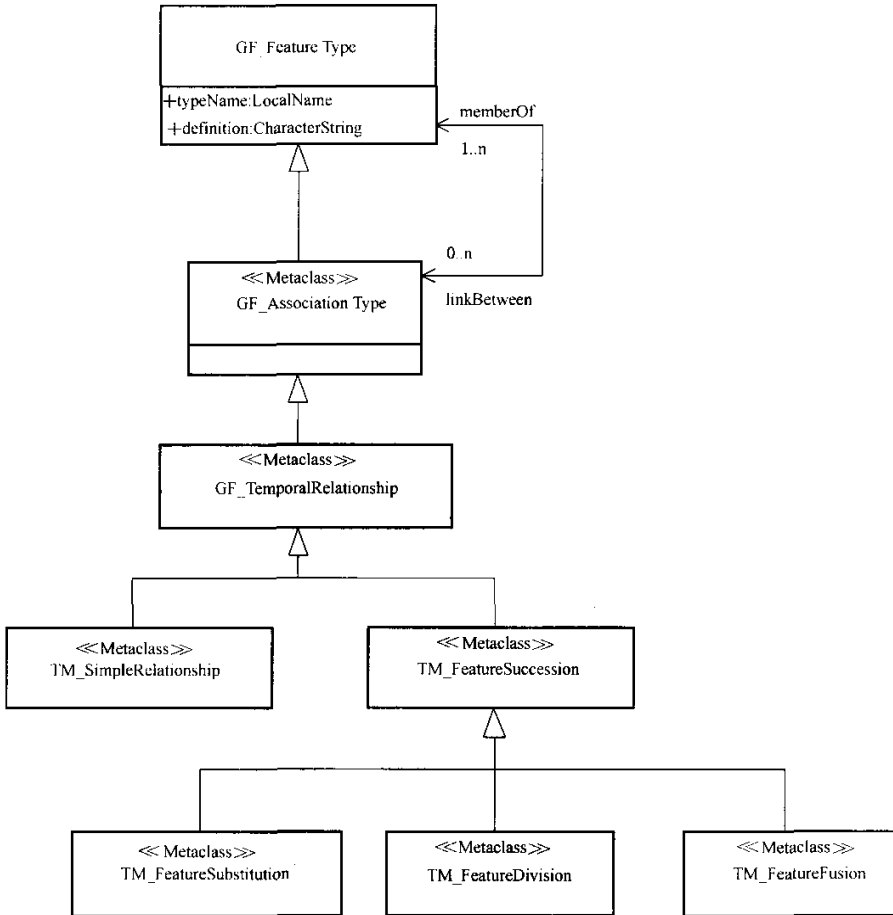 GF_Feature Type
+typeName:LocalName
+definition:CharacterString
memberOf
1..n
0..n
linkBetween
≪Metaclass≫
GF_Association Type
≪Metaclass≫
GF_TemporalRelationship
≪Metaclass≫
TM_SimpleRelationship
≪Metaclass≫
TM_FeatureSuccession
≪Metaclass≫
TM_FeatureSubstitution
≪Metaclass≫
TM_FeatureDivision
≪Metaclass≫
TM_FeatureFusion